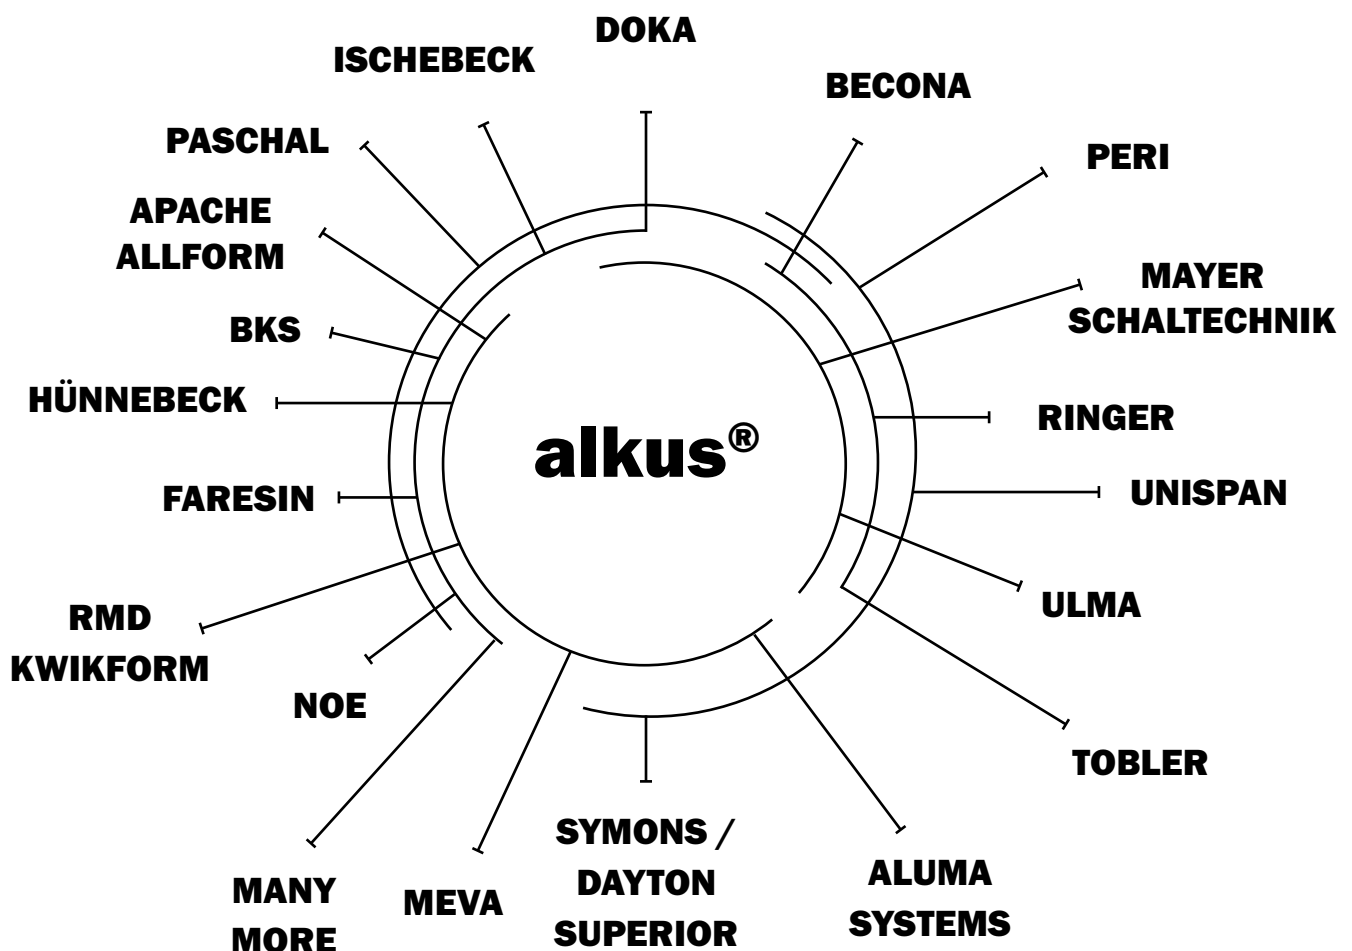 DOKA
ISCHEBECK
BECONA
PASCHAL
PERI
APACHE
ALLFORM
MAYER
SCHALTECHNIK
BKS
HÜNNEBECK
RINGER
alkus®
FARESIN
UNISPAN
RMD
KWIKFORM
ULMA
NOE
TOBLER
SYMONS /
DAYTON
SUPERIOR
ALUMA
SYSTEMS
MANY
MORE
MEVA